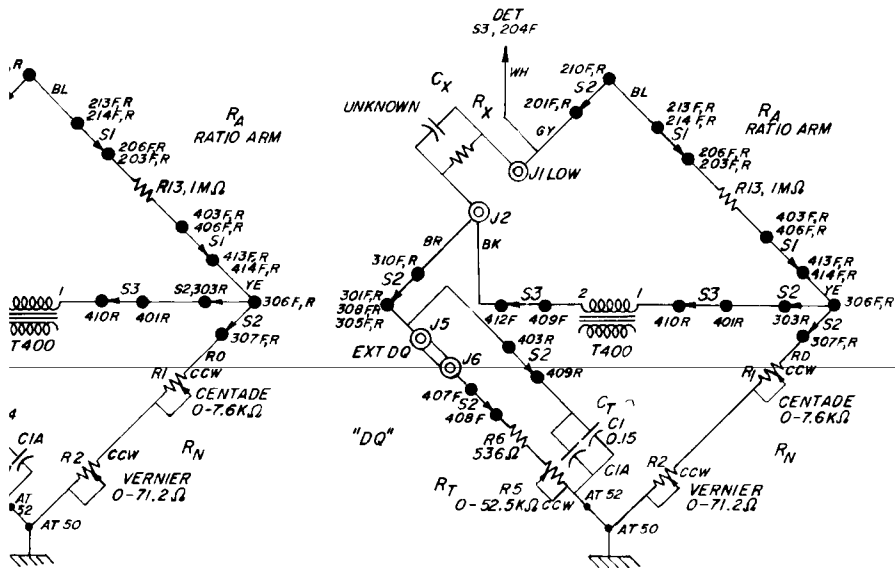 ,R
BL
213F,R
214F,R
S1
206F,R
203F,R
RA
RATIO ARM
R13, 1MΩ
403F,R
406F,R
S1
413F,R
414F,R
YE
1
S3
S2,303R
306F,R
410R
401R
S2
307F,R
T400
RD
R1
CCW
CENTADE
0-7.6KΩ
4
C1A
R2
CCW
RN
VERNIER
0-71.2Ω
AT
52
AT 50
DET
S3, 204F
WH
CX
RX
UNKNOWN
201F,R
S2
210F,R
GY
J1 LOW
J2
BR
BK
310F,R
S2
301F,R
308F,R
305F,R
S3
412F
409F
2
1
T400
J5
EXT DQ
J6
403R
S2
409R
407F
S2
408F
"DQ"
R6
536Ω
CT
C1
0.15
C1A
RT
R5
0-52.5KΩ
CCW
AT 52
AT 50
BL
213F,R
214F,R
S1
206F,R
203F,R
RA
RATIO ARM
R13, 1MΩ
403F,R
406F,R
S1
413F,R
414F,R
YE
S3
S2
306F,R
410R
401R
303R
S2
307F,R
RD
R1
CCW
CENTADE
0-7.6KΩ
R2
CCW
RN
VERNIER
0-71.2Ω